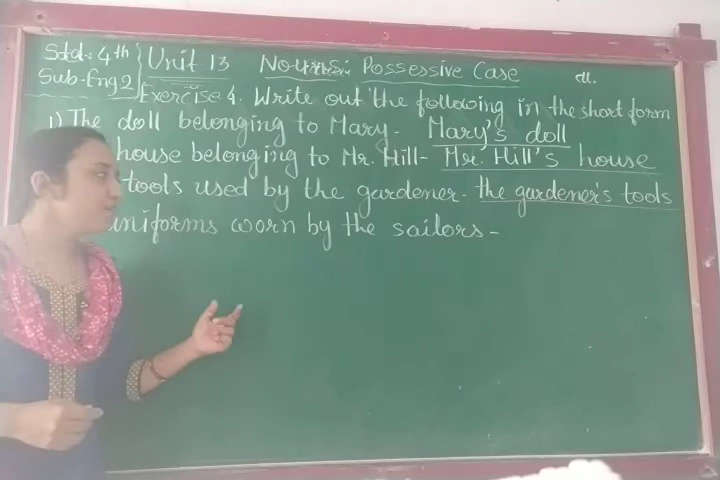 Std:- 4th
Sub-Eng 2
Unit 13 Nouns: Possessive Case
Exercise 4. Write out the following in the short form
1) The doll belonging to Mary- Mary's doll
house belonging to Mr. Hill- Mr. Hill's house
tools used by the gardener- the gardener's tools
uniforms worn by the sailors-